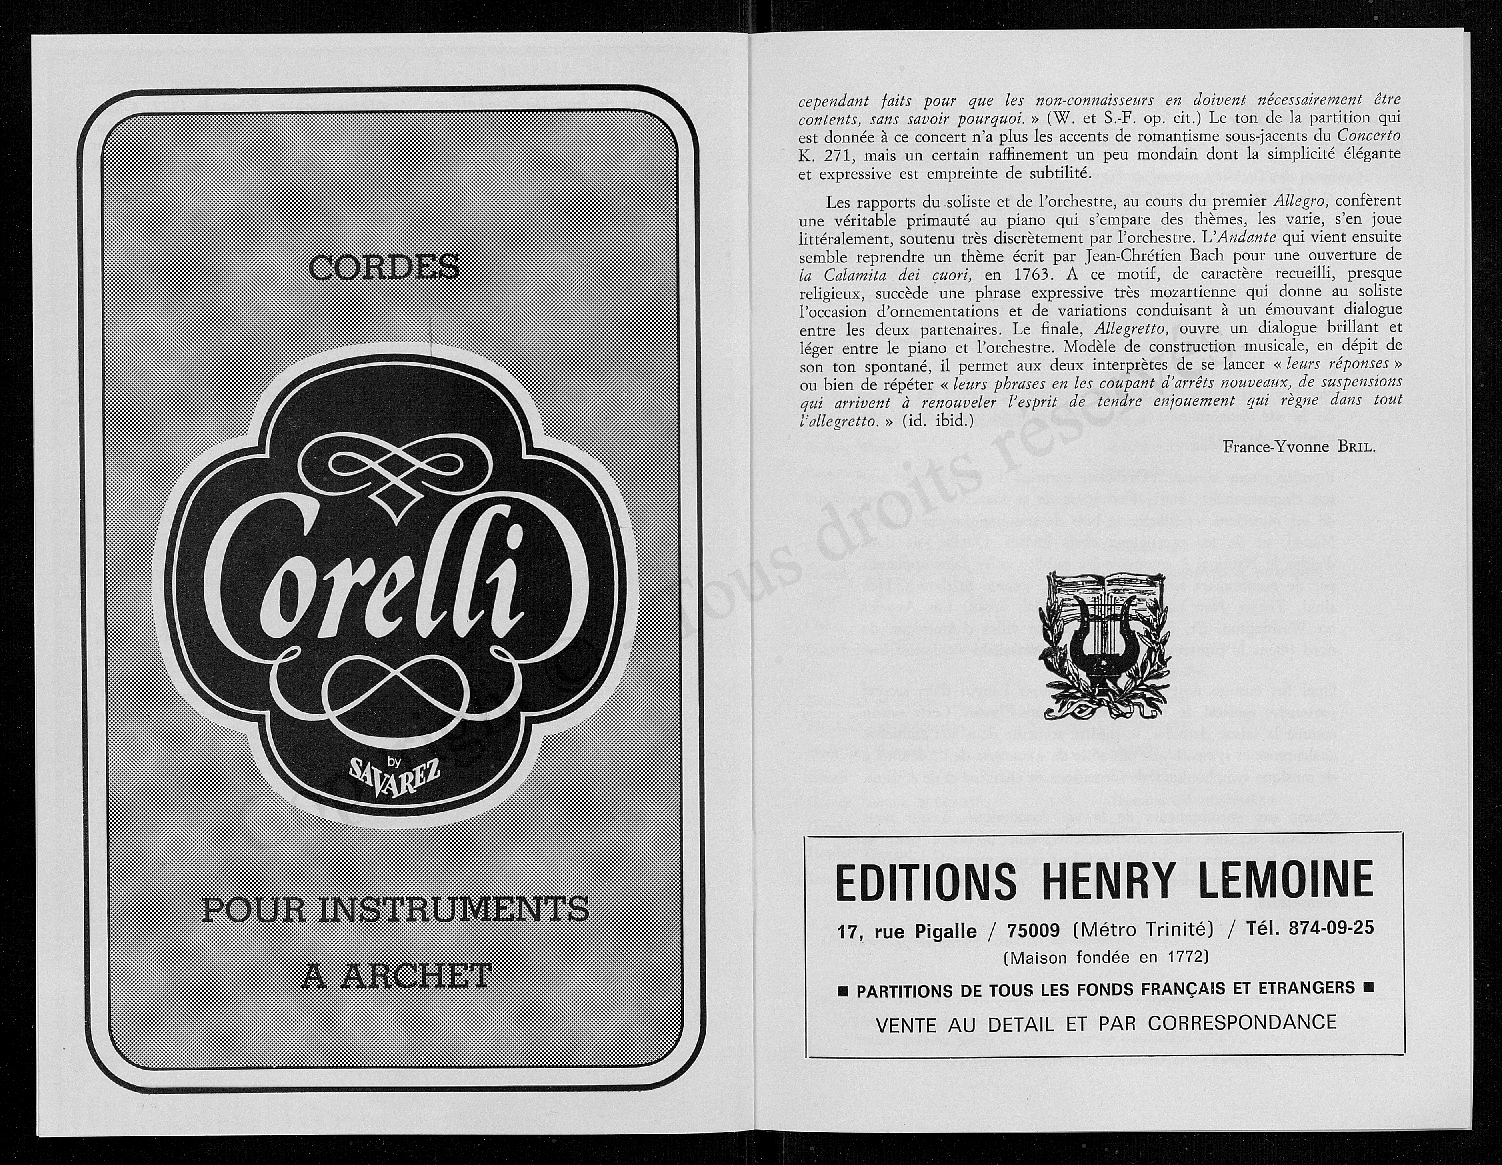 CORDES
Corelli
by
SAVAREZ
POUR INSTRUMENTS
A ARCHET
cependant faits pour que les non-connaisseurs en doivent nécessairement être
contents, sans savoir pourquoi. » (W. et S.-F. op. cit.) Le ton de la partition qui
est donnée à ce concert n'a plus les accents de romantisme sous-jacents du Concerto
K. 271, mais un certain raffinement un peu mondain dont la simplicité élégante
et expressive est empreinte de subtilité.
Les rapports du soliste et de l'orchestre, au cours du premier Allegro, confèrent
une véritable primauté au piano qui s'empare des thèmes, les varie, s'en joue
littéralement, soutenu très discrètement par l'orchestre. L'Andante qui vient ensuite
semble reprendre un thème écrit par Jean-Chrétien Bach pour une ouverture de
la Calamita dei cuori, en 1763. A ce motif, de caractère recueilli, presque
religieux, succède une phrase expressive très mozartienne qui donne au soliste
l'occasion d'ornementations et de variations conduisant à un émouvant dialogue
entre les deux partenaires. Le finale, Allegretto, ouvre un dialogue brillant et
léger entre le piano et l'orchestre. Modèle de construction musicale, en dépit de
son ton spontané, il permet aux deux interprètes de se lancer « leurs réponses »
ou bien de répéter « leurs phrases en les coupant d'arrêts nouveaux, de suspensions
qui arrivent à renouveler l'esprit de tendre enjouement qui règne dans tout
l'allegretto. » (id. ibid.)
France-Yvonne BRIL.
Tous droits
EDITIONS HENRY LEMOINE
17, rue Pigalle / 75009 (Métro Trinité) / Tél. 874-09-25
(Maison fondée en 1772)
■ PARTITIONS DE TOUS LES FONDS FRANÇAIS ET ETRANGERS ■
VENTE AU DETAIL ET PAR CORRESPONDANCE